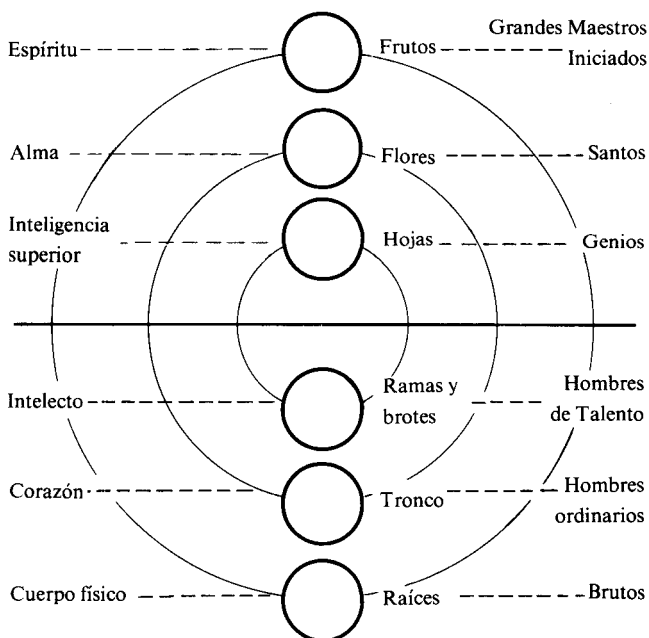 Espíritu Frutos Grandes Maestros
Iniciados
Alma Flores Santos
Inteligencia
superior Hojas Genios
Intelecto Ramas y
brotes Hombres
de Talento
Corazón Tronco Hombres
ordinarios
Cuerpo físico Raíces Brutos